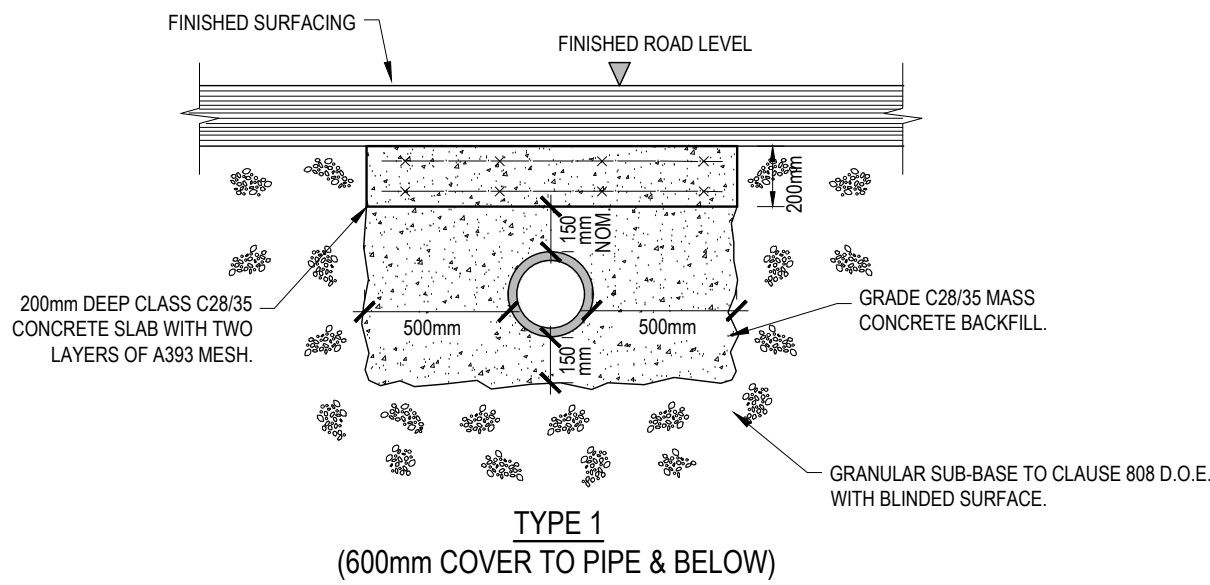 FINISHED SURFACING
FINISHED ROAD LEVEL
200mm
150
mm
NOM.
200mm DEEP CLASS C28/35
CONCRETE SLAB WITH TWO
LAYERS OF A393 MESH.
500mm
500mm
GRADE C28/35 MASS
CONCRETE BACKFILL.
150
mm
GRANULAR SUB-BASE TO CLAUSE 808 D.O.E.
WITH BLINDED SURFACE.
TYPE 1
(600mm COVER TO PIPE & BELOW)